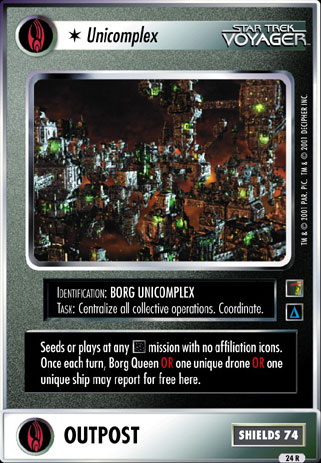 ✶ Unicomplex
STAR TREK
VOYAGER
TM & © 2001 PAR. PIC. TM & © 2001 DECIPHER INC.
IDENTIFICATION: BORG UNICOMPLEX
TASK: Centralize all collective operations. Coordinate.
Seeds or plays at any mission with no affiliation icons.
Once each turn, Borg Queen OR one unique drone OR one
unique ship may report for free here.
OUTPOST
SHIELDS 74
24 R